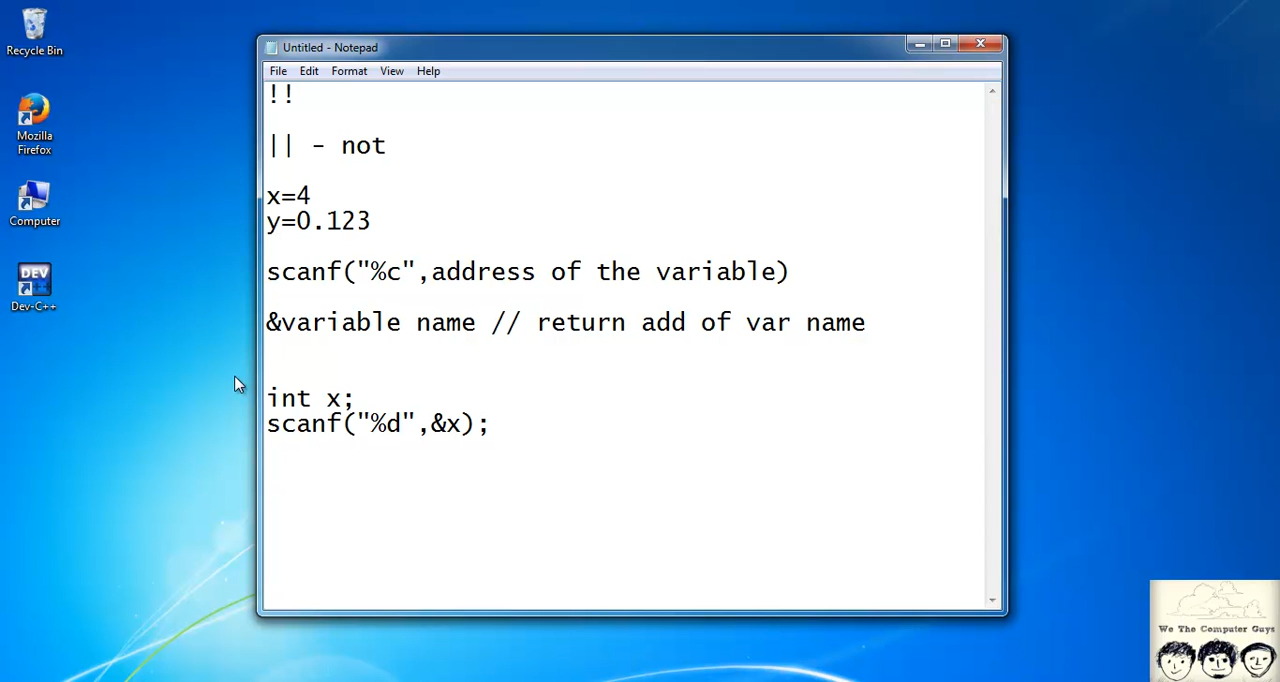 Recycle Bin
Mozilla
Firefox
Computer
DEV
Dev-C++
Untitled - Notepad
File Edit Format View Help
!!
|| - not
x=4
y=0.123
scanf("%c",address of the variable)
&variable name // return add of var name
int x;
scanf("%d",&x);
We The Computer Guys